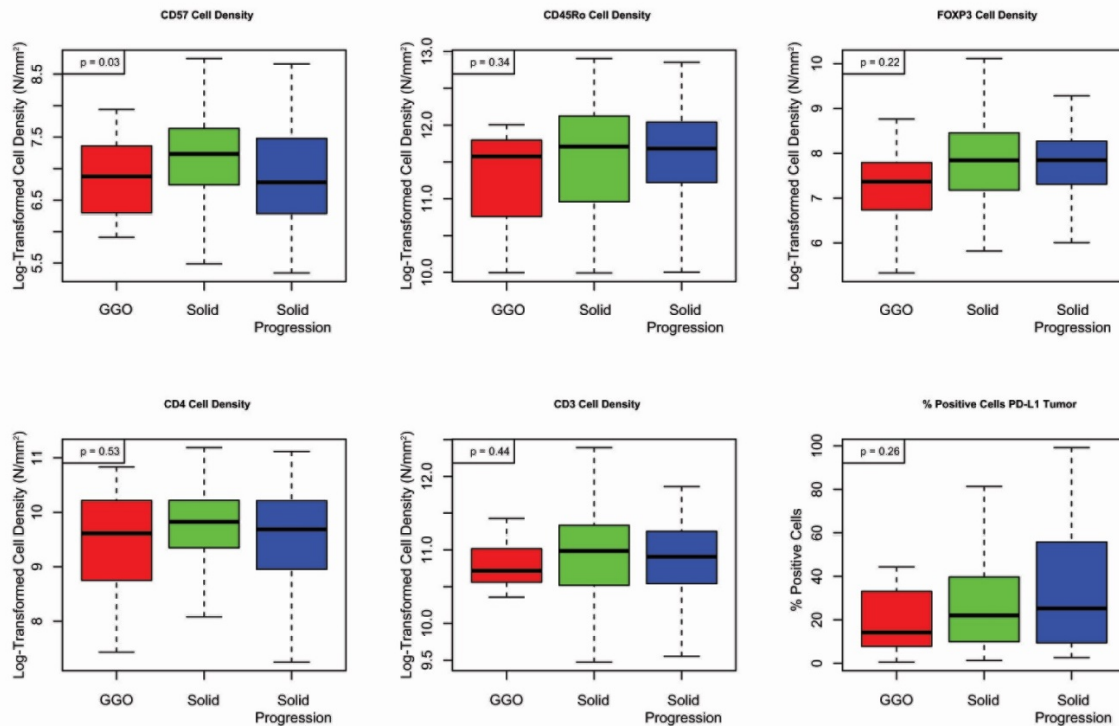 CD57 Cell Density
Log-Transformed Cell Density (N/mm²)
8.5
7.5
6.5
5.5
p = 0.03
GGO
Solid
Solid
Progression
CD45Ro Cell Density
Log-Transformed Cell Density (N/mm²)
13.0
12.0
11.0
10.0
p = 0.34
GGO
Solid
Solid
Progression
FOXP3 Cell Density
Log-Transformed Cell Density (N/mm²)
10
9
8
7
6
p = 0.22
GGO
Solid
Solid
Progression
CD4 Cell Density
Log-Transformed Cell Density (N/mm²)
11
10
9
8
p = 0.53
GGO
Solid
Solid
Progression
CD3 Cell Density
Log-Transformed Cell Density (N/mm²)
12.0
11.0
10.0
9.5
p = 0.44
GGO
Solid
Solid
Progression
% Positive Cells PD-L1 Tumor
% Positive Cells
100
80
60
40
20
0
p = 0.26
GGO
Solid
Solid
Progression